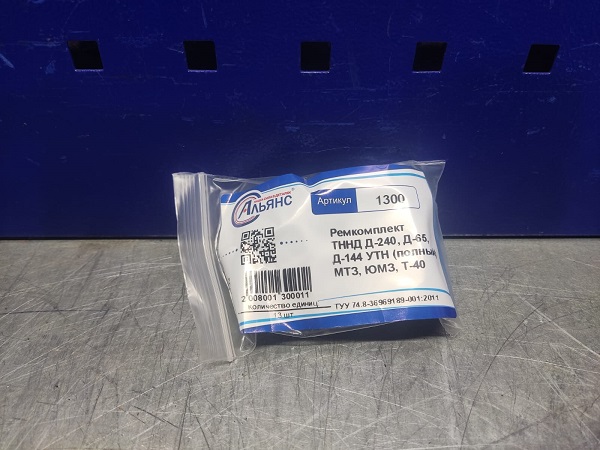 Альянс
Артикул 1300
Ремкомплект
ТННД Д-240, Д-65,
Д-144 УТН (полный
МТЗ, ЮМЗ, Т-40
2 008001 300011
Количество единиц
13 шт
ТУУ 74.8-36969189-001:2011